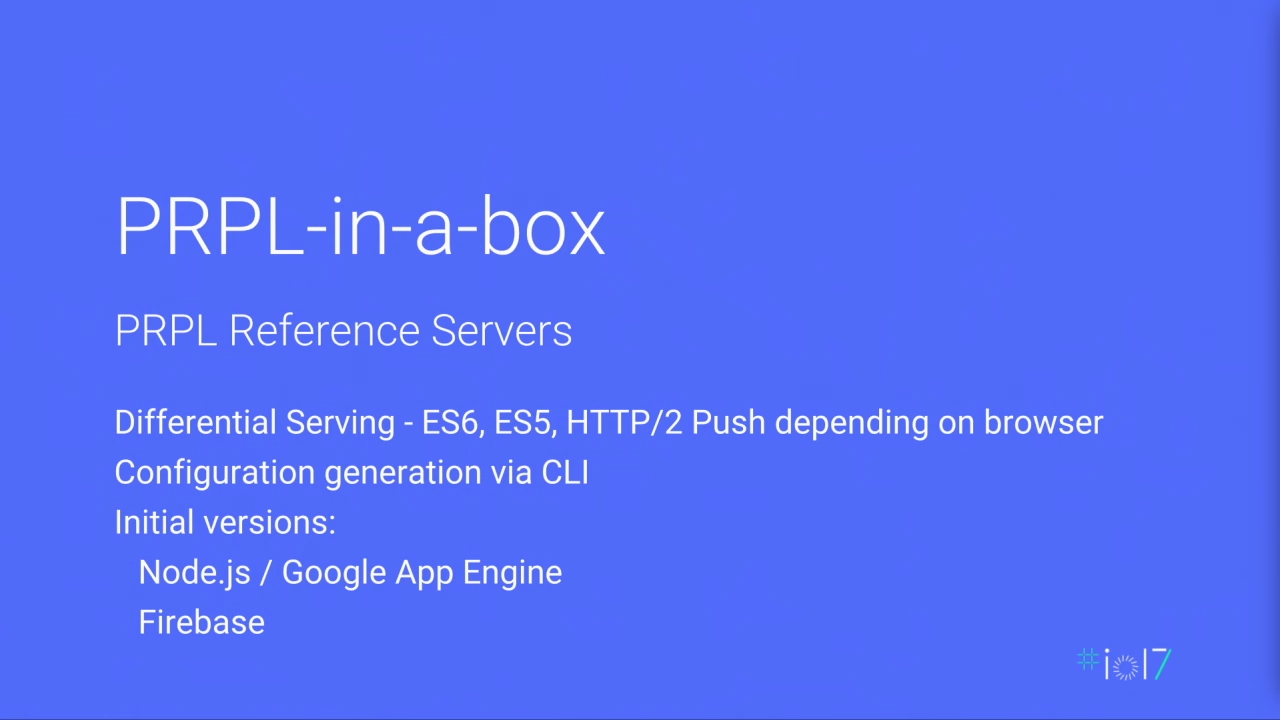 PRPL-in-a-box
PRPL Reference Servers
Differential Serving - ES6, ES5, HTTP/2 Push depending on browser
Configuration generation via CLI
Initial versions:
Node.js / Google App Engine
Firebase
#io17